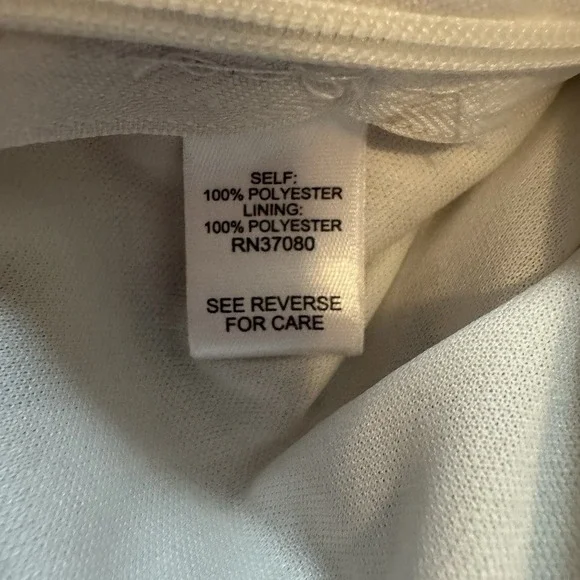 SELF:
100% POLYESTER
LINING:
100% POLYESTER
RN37080
SEE REVERSE
FOR CARE